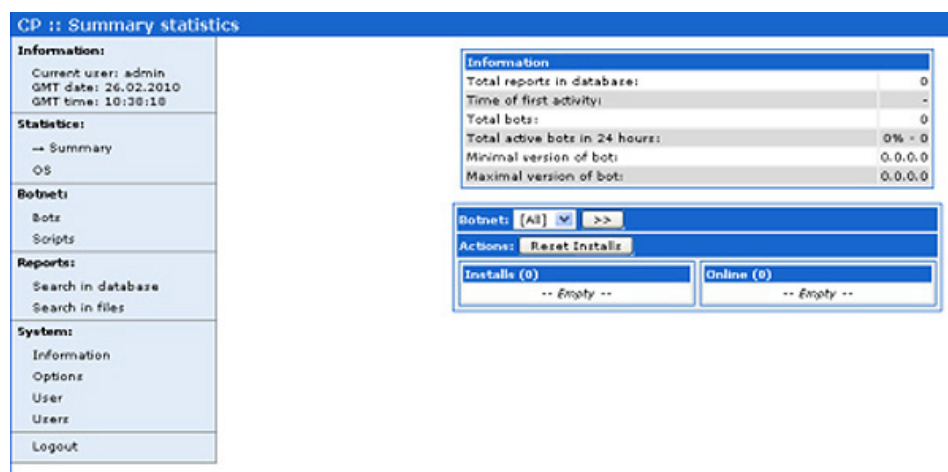 CP :: Summary statistics
Information:
Current user: admin
GMT date: 26.02.2010
GMT time: 10:38:18
Statistics:
→ Summary
OS
Botnet:
Bots
Scripts
Reports:
Search in database
Search in files
System:
Information
Options
User
Users
Logout
Information
Total reports in database: 0
Time of first activity: -
Total bots: 0
Total active bots in 24 hours: 0% - 0
Minimal version of bot: 0.0.0.0
Maximal version of bot: 0.0.0.0
Botnet: [All] >>
Actions: Reset Installs
Installs (0) Online (0)
-- Empty -- -- Empty --